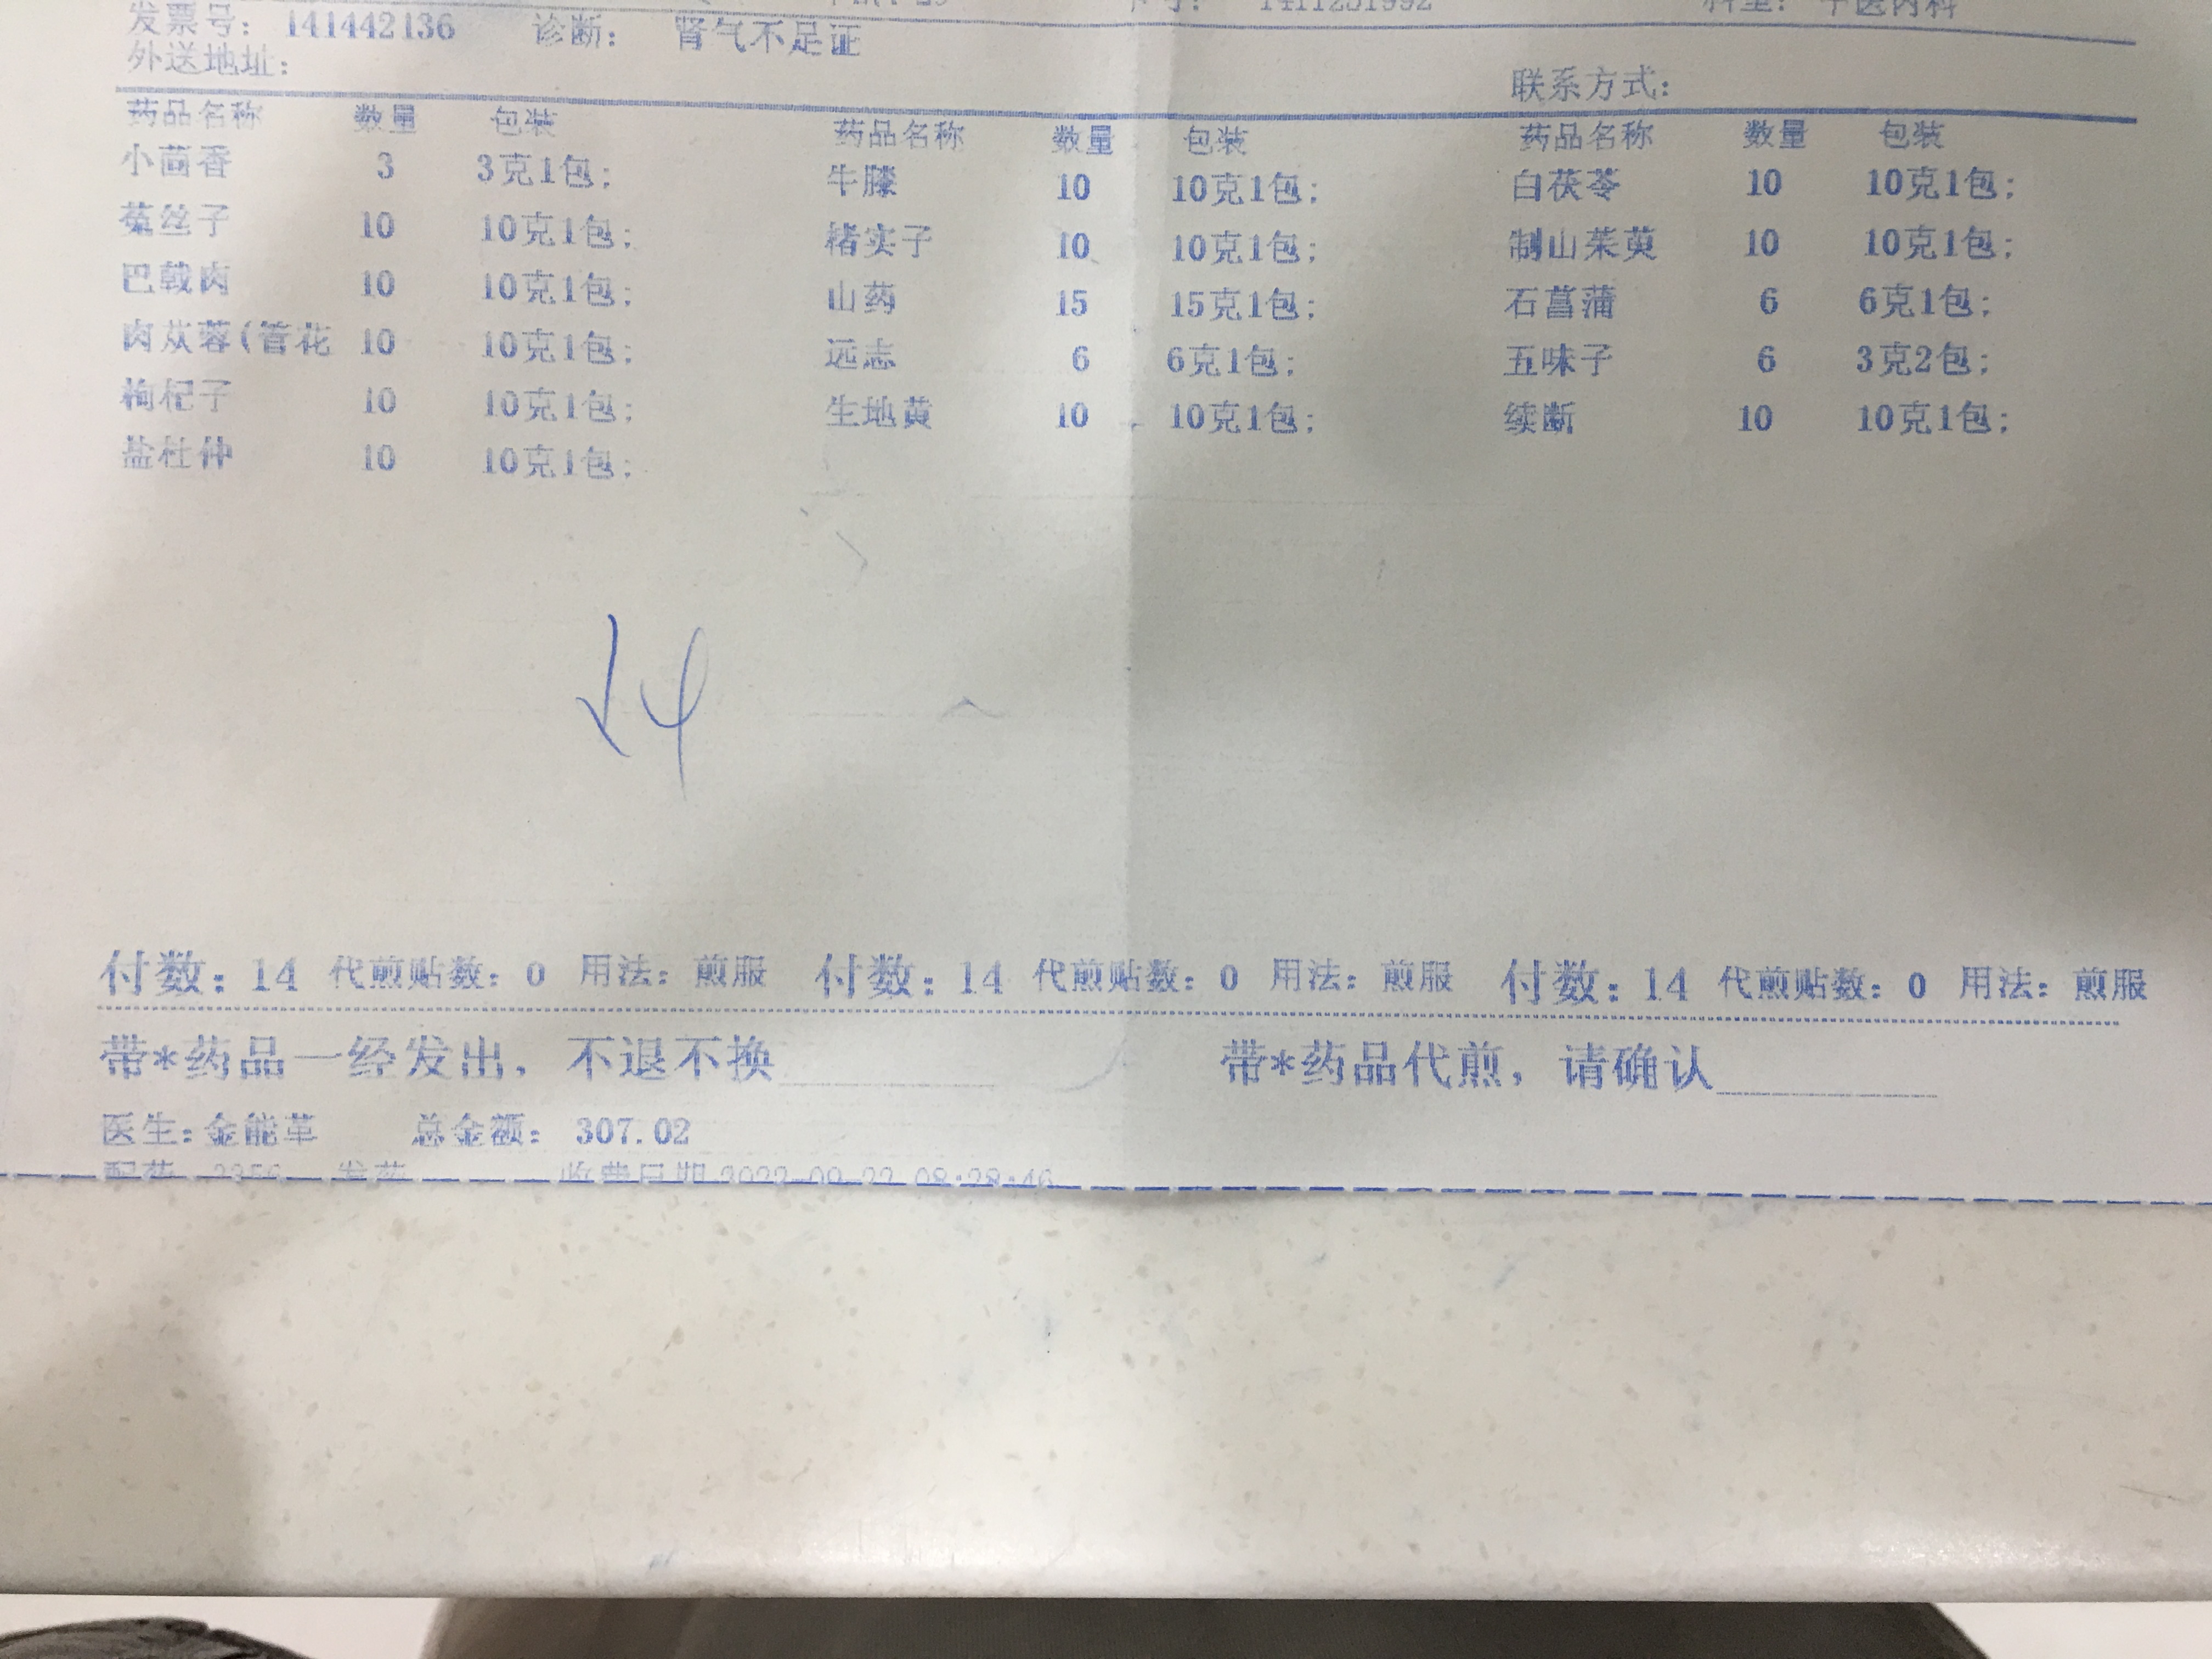 发票号: 141442136 诊断: 肾气不足证
外送地址: 联系方式:
药品名称 数量 包装 药品名称 数量 包装 药品名称 数量 包装
小茴香 3 3克1包; 牛膝 10 10克1包; 白茯苓 10 10克1包;
菟丝子 10 10克1包; 楮实子 10 10克1包; 制山茱萸 10 10克1包;
巴戟肉 10 10克1包; 山药 15 15克1包; 石菖蒲 6 6克1包;
肉苁蓉(管花 10 10克1包; 远志 6 6克1包; 五味子 6 3克2包;
枸杞子 10 10克1包; 生地黄 10 10克1包; 续断 10 10克1包;
盐杜仲 10 10克1包;
14
付数: 14 代煎贴数: 0 用法: 煎服 付数: 14 代煎贴数: 0 用法: 煎服 付数: 14 代煎贴数: 0 用法: 煎服
带*药品一经发出, 不退不换 带*药品代煎, 请确认
医生: 金能革 总金额: 307.02
配药 2356 发药 收费日期